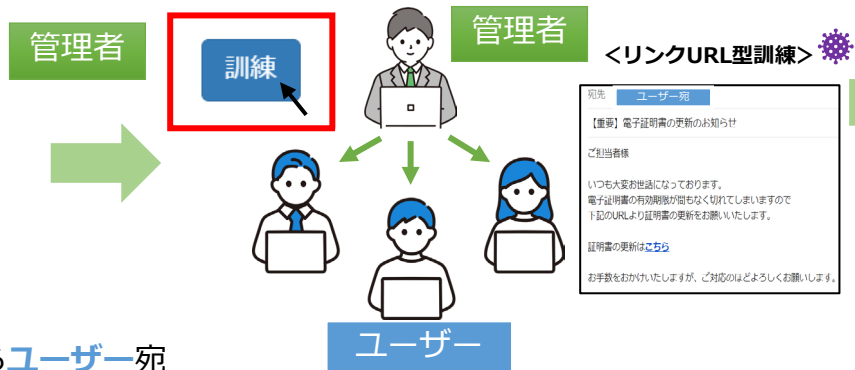 管理者
訓練
管理者
<リンクURL型訓練>
宛先 ユーザー宛
【重要】電子証明書の更新のお知らせ
ご担当者様
いつも大変お世話になっております。
電子証明書の有効期限が間もなく切れてしまいますので
下記のURLより証明書の更新をお願いいたします。
証明書の更新はこちら
お手数をおかけいたしますが、ご対応のほどよろしくお願いします。
ユーザー
らユーザー宛